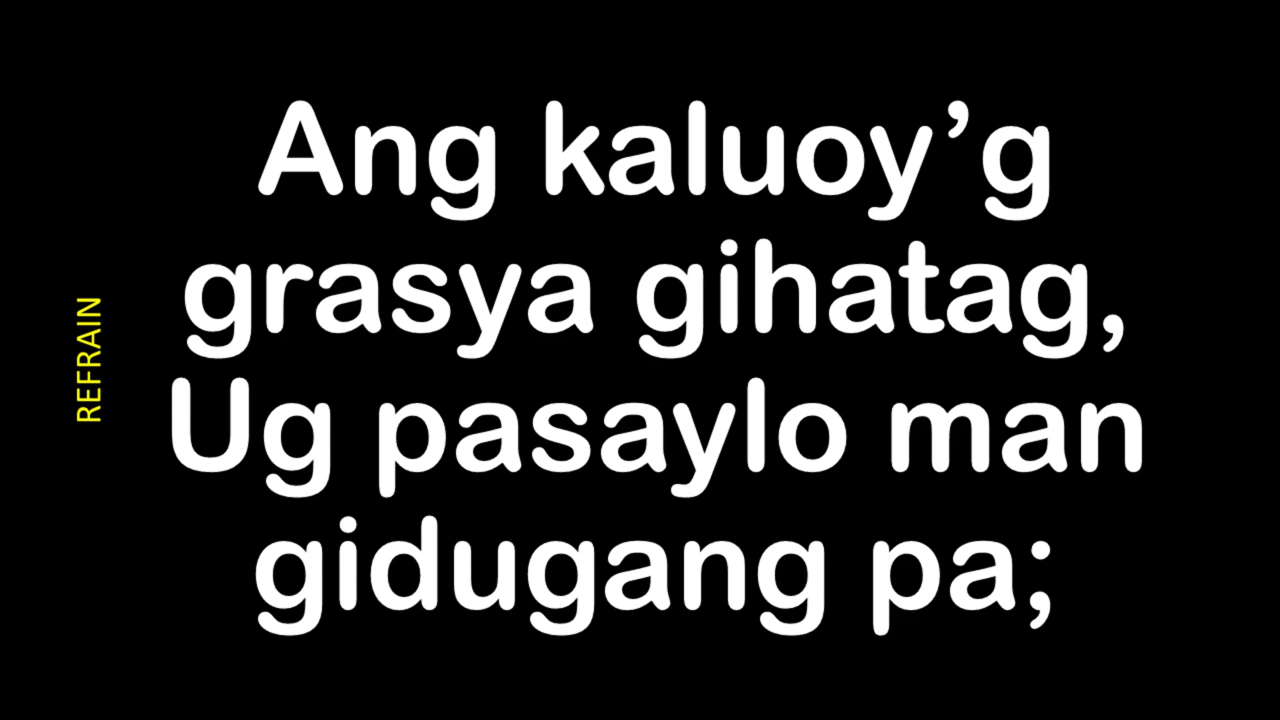 REFRAIN
Ang kaluoy’g
grasya gihatag,
Ug pasaylo man
gidugang pa;